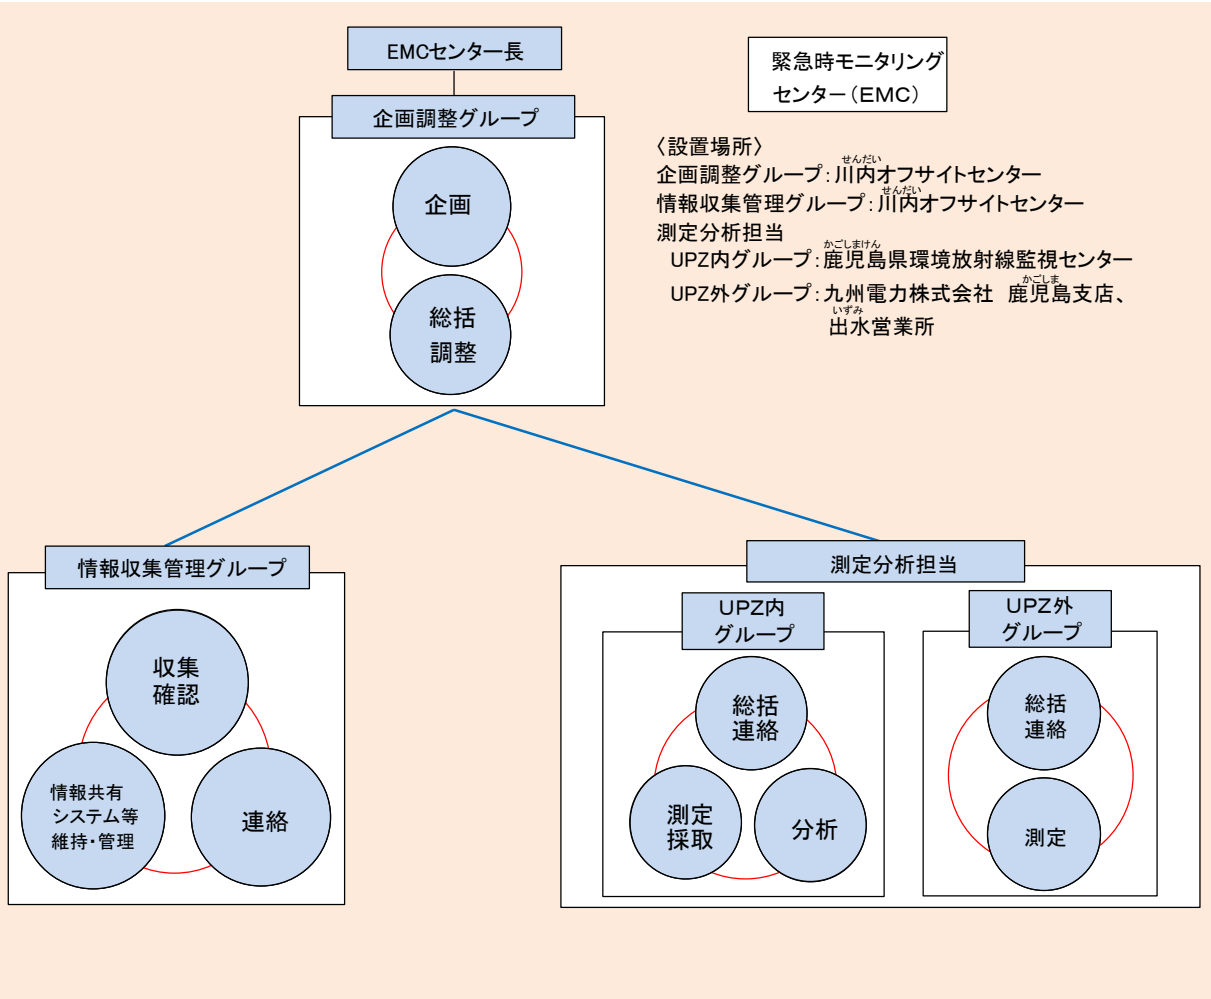 EMCセンター長
企画調整グループ
企画
総括
調整
緊急時モニタリング
センター（EMC）
〈設置場所〉
せんだい
企画調整グループ：川内オフサイトセンター
せんだい
情報収集管理グループ：川内オフサイトセンター
測定分析担当
かごしまけん
UPZ内グループ：鹿児島県環境放射線監視センター
かごしま
UPZ外グループ：九州電力株式会社　鹿児島支店、
いずみ
出水営業所
情報収集管理グループ
収集
確認
情報共有
システム等
維持・管理
連絡
測定分析担当
UPZ内
グループ
総括
連絡
測定
採取
分析
UPZ外
グループ
総括
連絡
測定